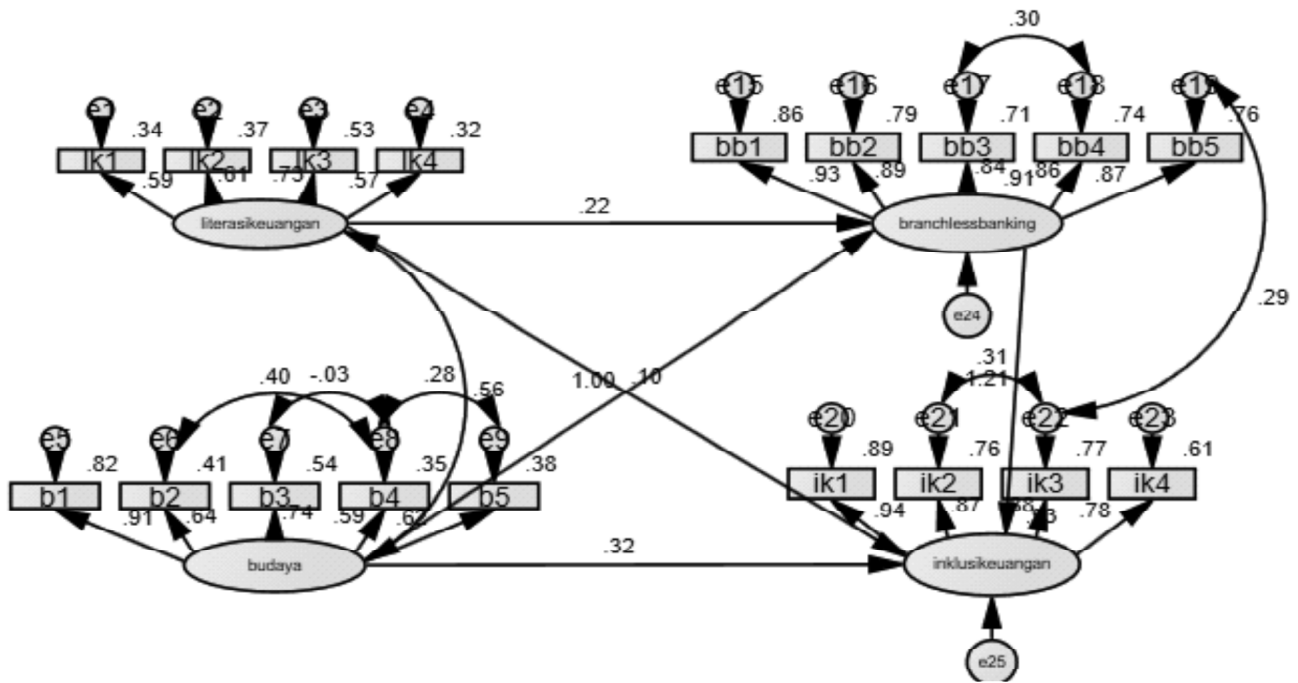 .30
e1 e2 e3 e4
.34 .37 .53 .32
lk1 lk2 lk3 lk4
.59 .61 .73 .57
literasikeuangan
e15 e16 e17 e18
.86 .79 .71 .74 .76
bb1 bb2 bb3 bb4 bb5
.93 .89 .84 .91 .86 .87
branchlessbanking
.22
e24
.29
.40 -.03 .28 .56
1.00 .10
.31
1.21
e5 e6 e7 e8 e9
.82 .41 .54 .35 .38
b1 b2 b3 b4 b5
.91 .64 .74 .59
budaya
.32
e20 e21 e22 e23
.89 .76 .77 .61
ik1 ik2 ik3 ik4
.94 .87 .78
inklusikeuangan
e25